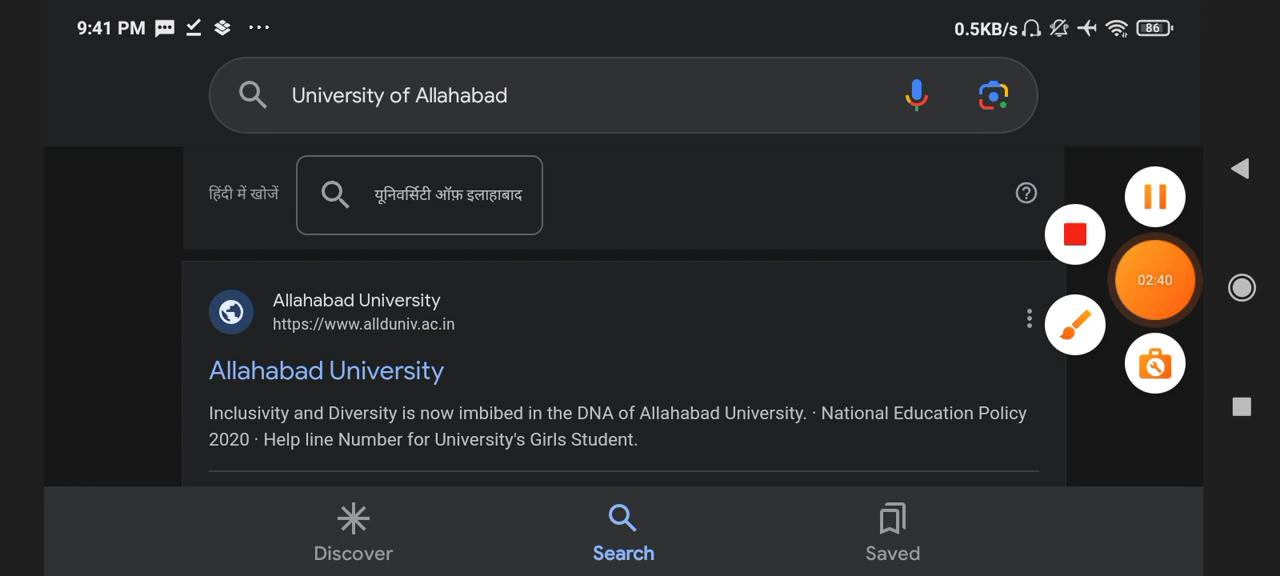 9:41 PM ... 0.5KB/s 86
University of Allahabad
हिंदी में खोजें यूनिवर्सिटी ऑफ़ इलाहाबाद
Allahabad University
https://www.allduniv.ac.in
02:40
Allahabad University
Inclusivity and Diversity is now imbibed in the DNA of Allahabad University. · National Education Policy
2020 · Help line Number for University's Girls Student.
Discover Search Saved